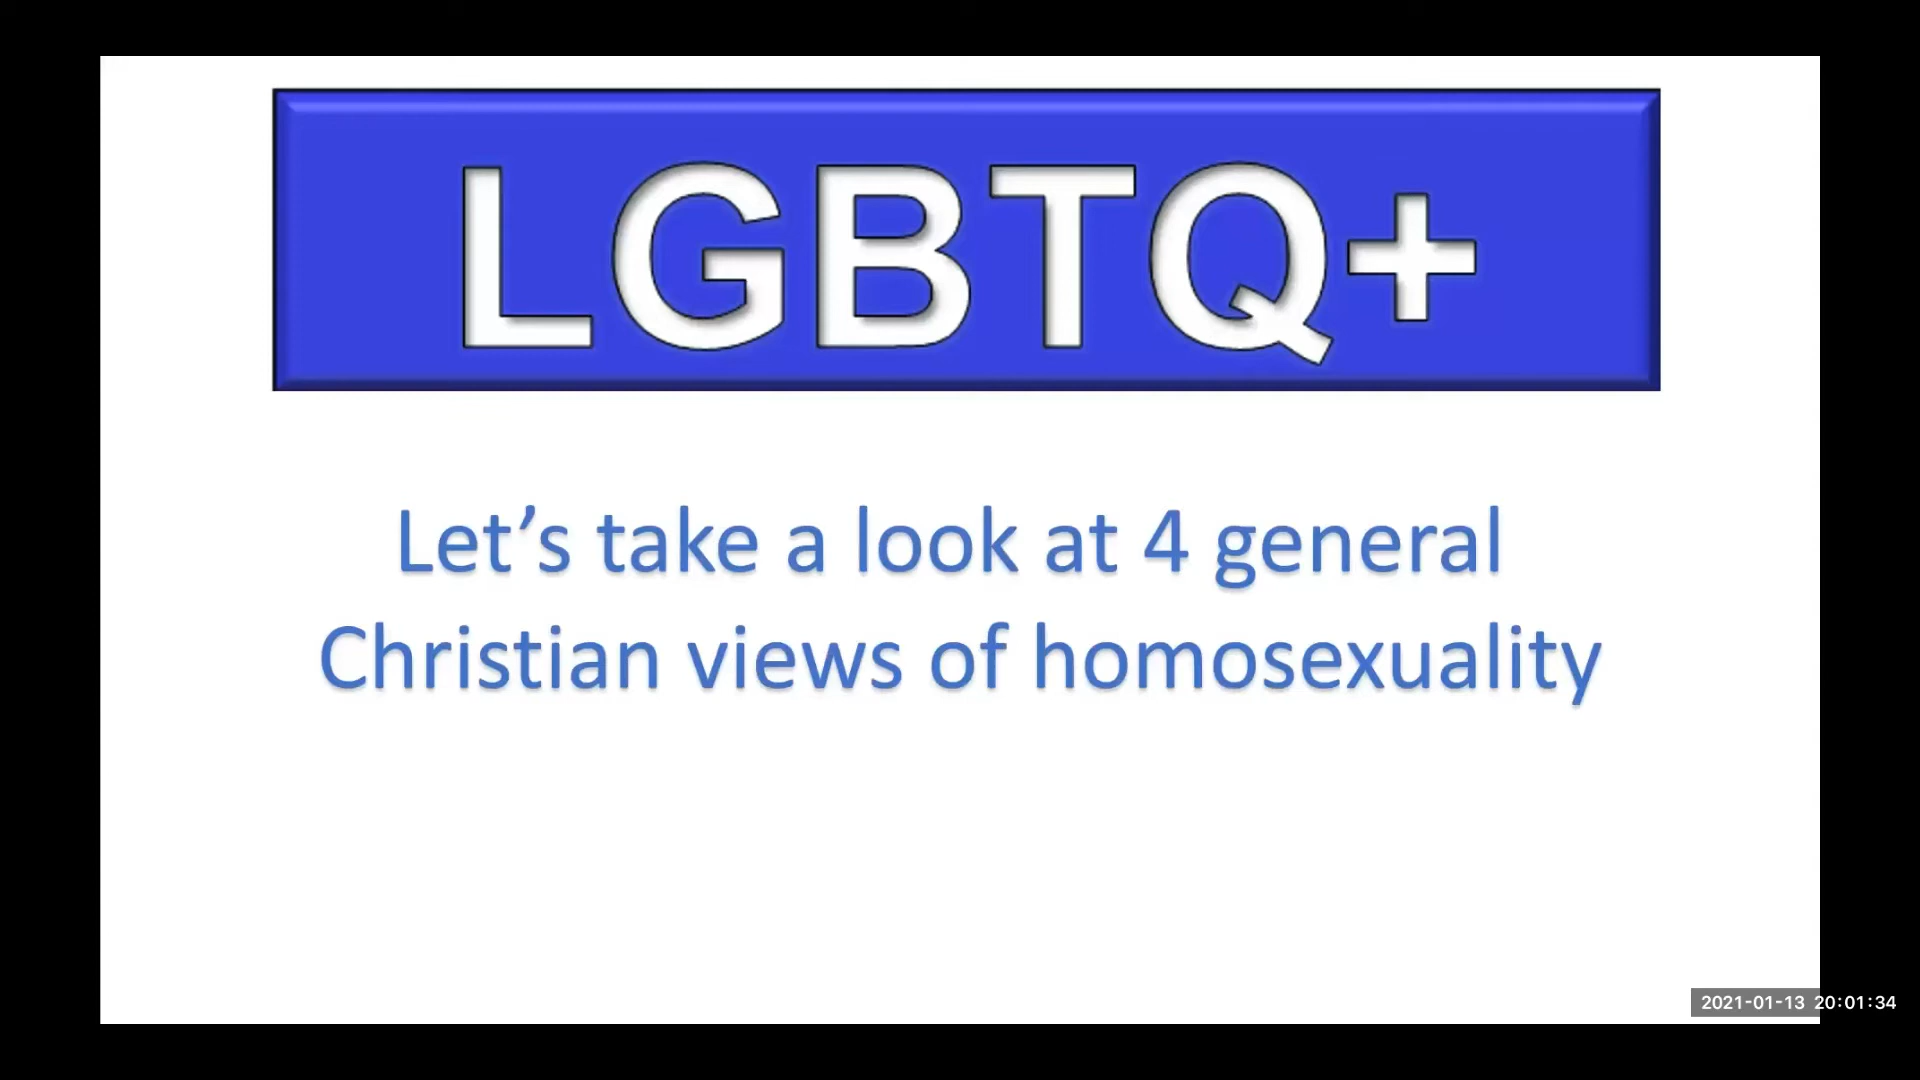 LGBTQ+
Let’s take a look at 4 general
Christian views of homosexuality
2021-01-13 20:01:34